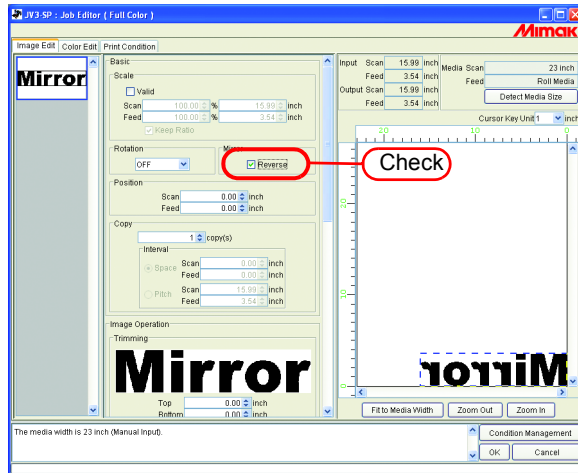 JV3-SP : Job Editor ( Full Color )
Mimaki
Image Edit Color Edit Print Condition
Mirror
Basic
Scale
Valid
Scan 100.00 % 15.99 inch
Feed 100.00 % 3.54 inch
Keep Ratio
Rotation
OFF
Mirror
Reverse
Check
Position
Scan 0.00 inch
Feed 0.00 inch
Copy
1 copy(s)
Interval
Space
Scan 0.00 inch
Feed 0.00 inch
Pitch
Scan 15.99 inch
Feed 3.54 inch
Image Operation
Trimming
Mirror
Top 0.00 inch
Bottom 0.00 inch
Input Scan 15.99 inch
Feed 3.54 inch
Output Scan 15.99 inch
Feed 3.54 inch
Media Scan 23 inch
Feed Roll Media
Detect Media Size
Cursor Key Unit 1 inch
20 10 0
20
10
0
Mirror
Fit to Media Width Zoom Out Zoom In
The media width is 23 inch (Manual Input).
Condition Management
OK Cancel